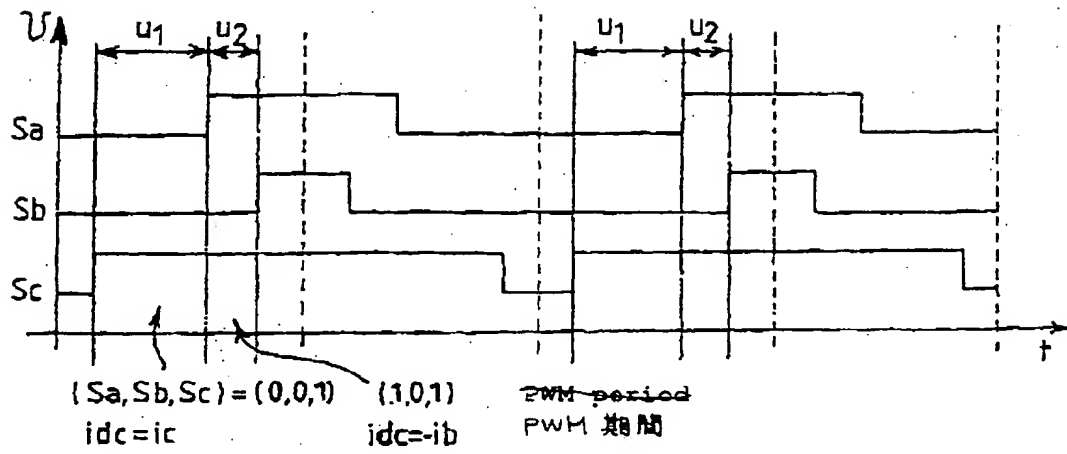 U
u1 u2 u1 u2
Sa
Sb
Sc
t
(Sa,Sb,Sc)=(0,0,1) (1,0,1) PWM period
idc=ic idc=-ib PWM 期間